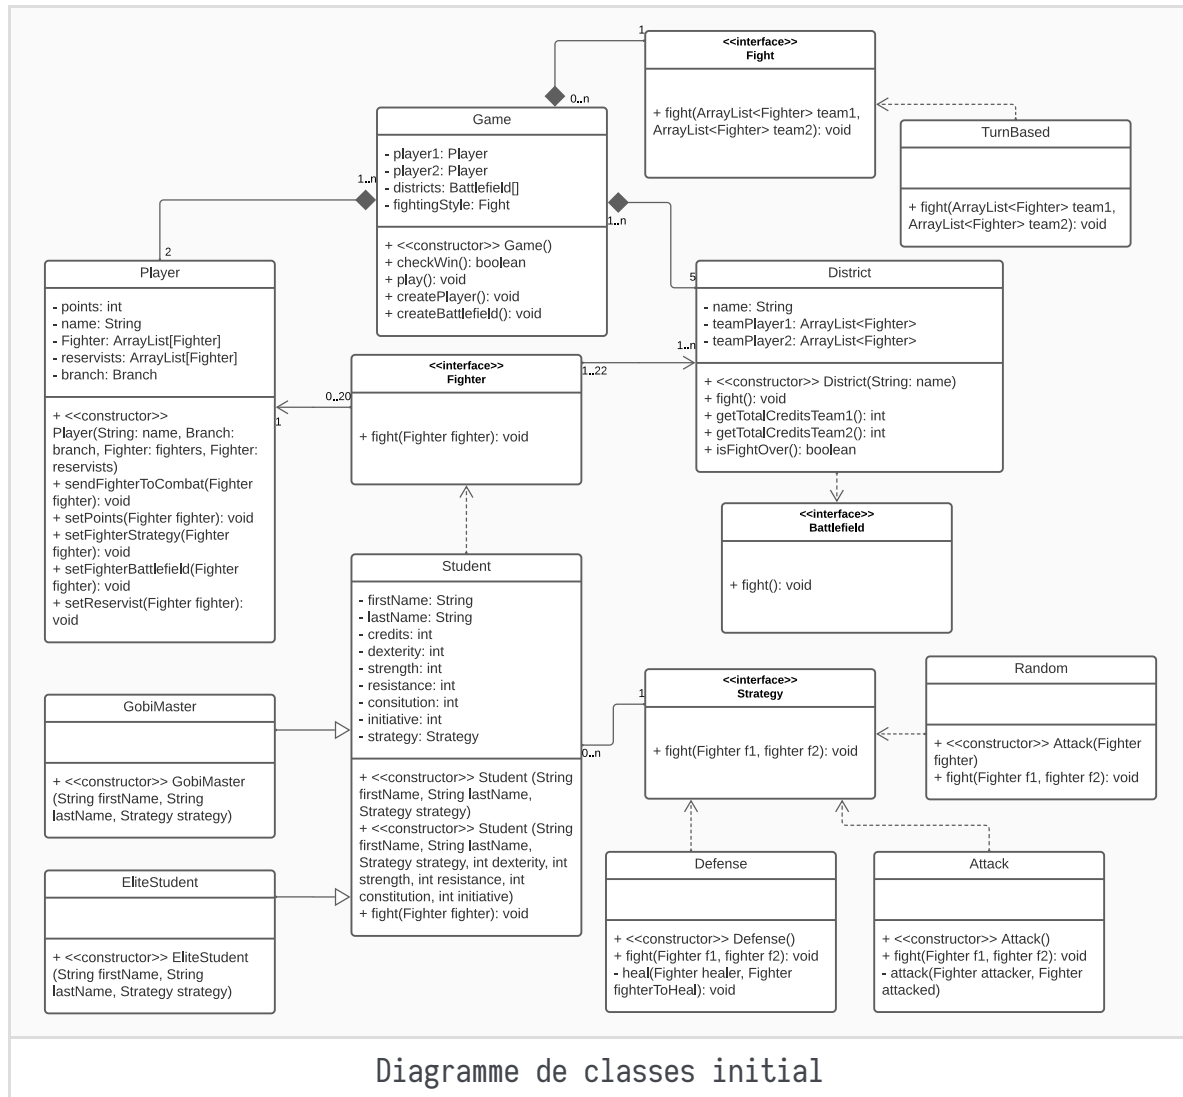 1
<<interface>>
Fight
+ fight(ArrayList<Fighter> team1,
ArrayList<Fighter> team2): void
0..n
TurnBased
+ fight(ArrayList<Fighter> team1,
ArrayList<Fighter> team2): void
Game
- player1: Player
- player2: Player
- districts: Battlefield[]
- fightingStyle: Fight
+ <<constructor>> Game()
+ checkWin(): boolean
+ play(): void
+ createPlayer(): void
+ createBattlefield(): void
1..n
1..n
2
5
Player
- points: int
- name: String
- Fighter: ArrayList[Fighter]
- reservists: ArrayList[Fighter]
- branch: Branch
+ <<constructor>>
Player(String: name, Branch:
branch, Fighter: fighters, Fighter:
reservists)
+ sendFighterToCombat(Fighter
fighter): void
+ setPoints(Fighter fighter): void
+ setFighterStrategy(Fighter
fighter): void
+ setFighterBattlefield(Fighter
fighter): void
+ setReservist(Fighter fighter):
void
District
- name: String
- teamPlayer1: ArrayList<Fighter>
- teamPlayer2: ArrayList<Fighter>
+ <<constructor>> District(String: name)
+ fight(): void
+ getTotalCreditsTeam1(): int
+ getTotalCreditsTeam2(): int
+ isFightOver(): boolean
1..n
1..22
0..20
1
<<interface>>
Fighter
+ fight(Fighter fighter): void
<<interface>>
Battlefield
+ fight(): void
Student
- firstName: String
- lastName: String
- credits: int
- dexterity: int
- strength: int
- resistance: int
- consitution: int
- initiative: int
- strategy: Strategy
+ <<constructor>> Student (String
firstName, String lastName,
Strategy strategy)
+ <<constructor>> Student (String
firstName, String lastName,
Strategy strategy, int dexterity, int
strength, int resistance, int
constitution, int initiative)
+ fight(Fighter fighter): void
1
0..n
<<interface>>
Strategy
+ fight(Fighter f1, fighter f2): void
Random
+ <<constructor>> Attack(Fighter
fighter)
+ fight(Fighter f1, fighter f2): void
GobiMaster
+ <<constructor>> GobiMaster
(String firstName, String
lastName, Strategy strategy)
EliteStudent
+ <<constructor>> EliteStudent
(String firstName, String
lastName, Strategy strategy)
Defense
+ <<constructor>> Defense()
+ fight(Fighter f1, fighter f2): void
- heal(Fighter healer, Fighter
fighterToHeal): void
Attack
+ <<constructor>> Attack()
+ fight(Fighter f1, fighter f2): void
- attack(Fighter attacker, Fighter
attacked)
Diagramme de classes initial